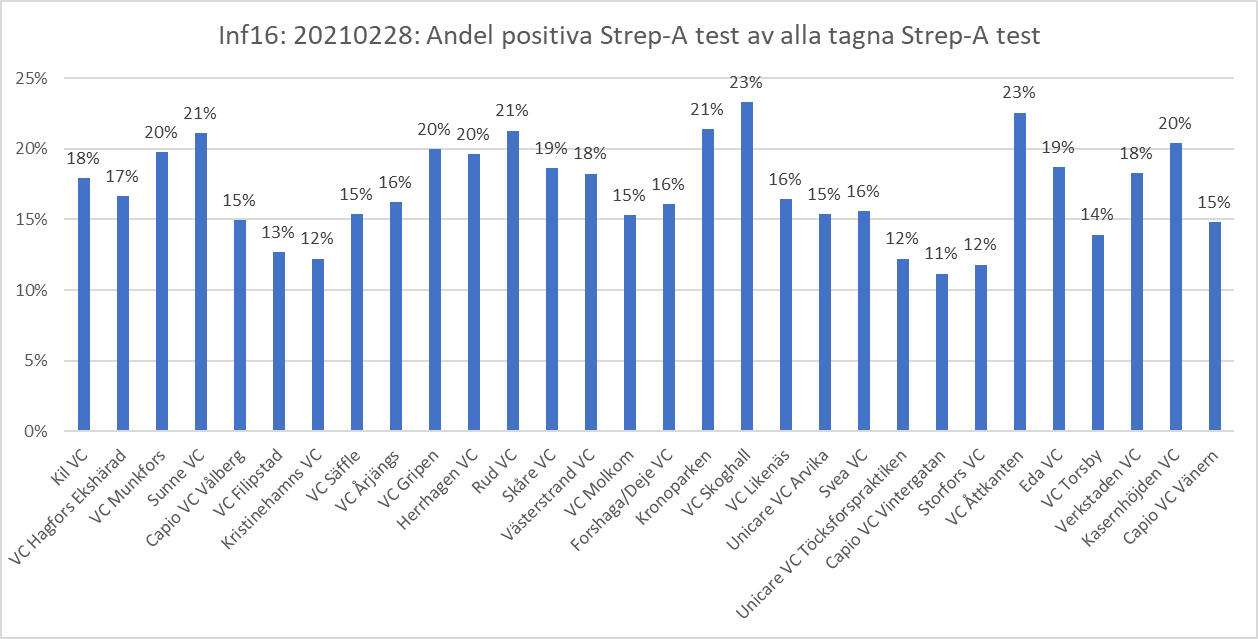 Inf16: 20210228: Andel positiva Strep-A test av alla tagna Strep-A test
25%
20%
15%
10%
5%
0%
18%
17%
20%
21%
15%
13%
12%
15%
16%
20%
20%
21%
19%
18%
15%
16%
21%
23%
16%
15%
16%
12%
11%
12%
23%
19%
14%
18%
20%
15%
Kil VC
VC Hagfors Ekshärad
VC Munkfors
Sunne VC
Capio VC Vålberg
VC Filipstad
Kristinehamns VC
VC Säffle
VC Årjängs
VC Gripen
Herrhagen VC
Rud VC
Skåre VC
Västerstrand VC
VC Molkom
Forshaga/Deje VC
Kronoparken
VC Skoghall
VC Likenäs
Unicare VC Arvika
Svea VC
Unicare VC Töcksforspraktiken
Capio VC Vintergatan
Storfors VC
VC Åttkanten
Eda VC
VC Torsby
Verkstaden VC
Kasernhöjden VC
Capio VC Vänern